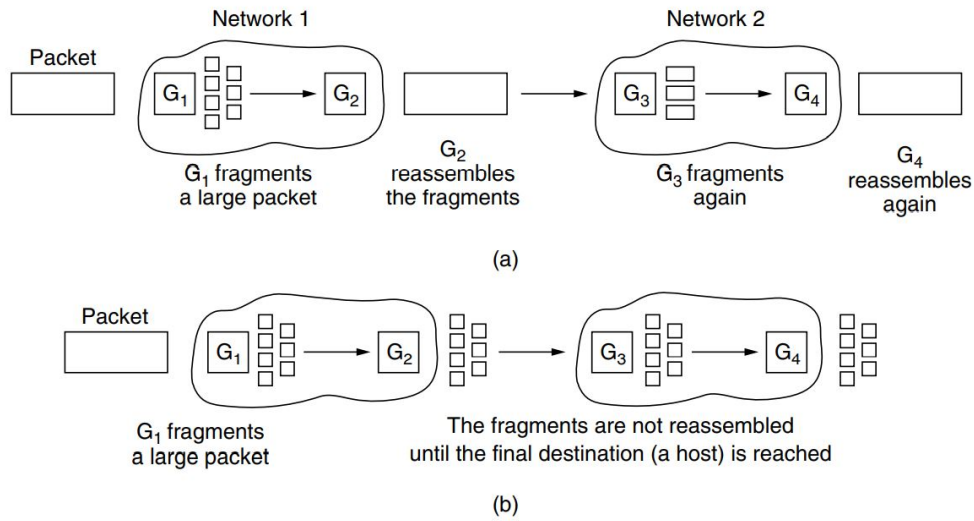 Network 1
Network 2
Packet
G₁
G₂
G₃
G₄
G₁ fragments
a large packet
G₂
reassembles
the fragments
G₃ fragments
again
G₄
reassembles
again
(a)
Packet
G₁
G₂
G₃
G₄
G₁ fragments
a large packet
The fragments are not reassembled
until the final destination (a host) is reached
(b)